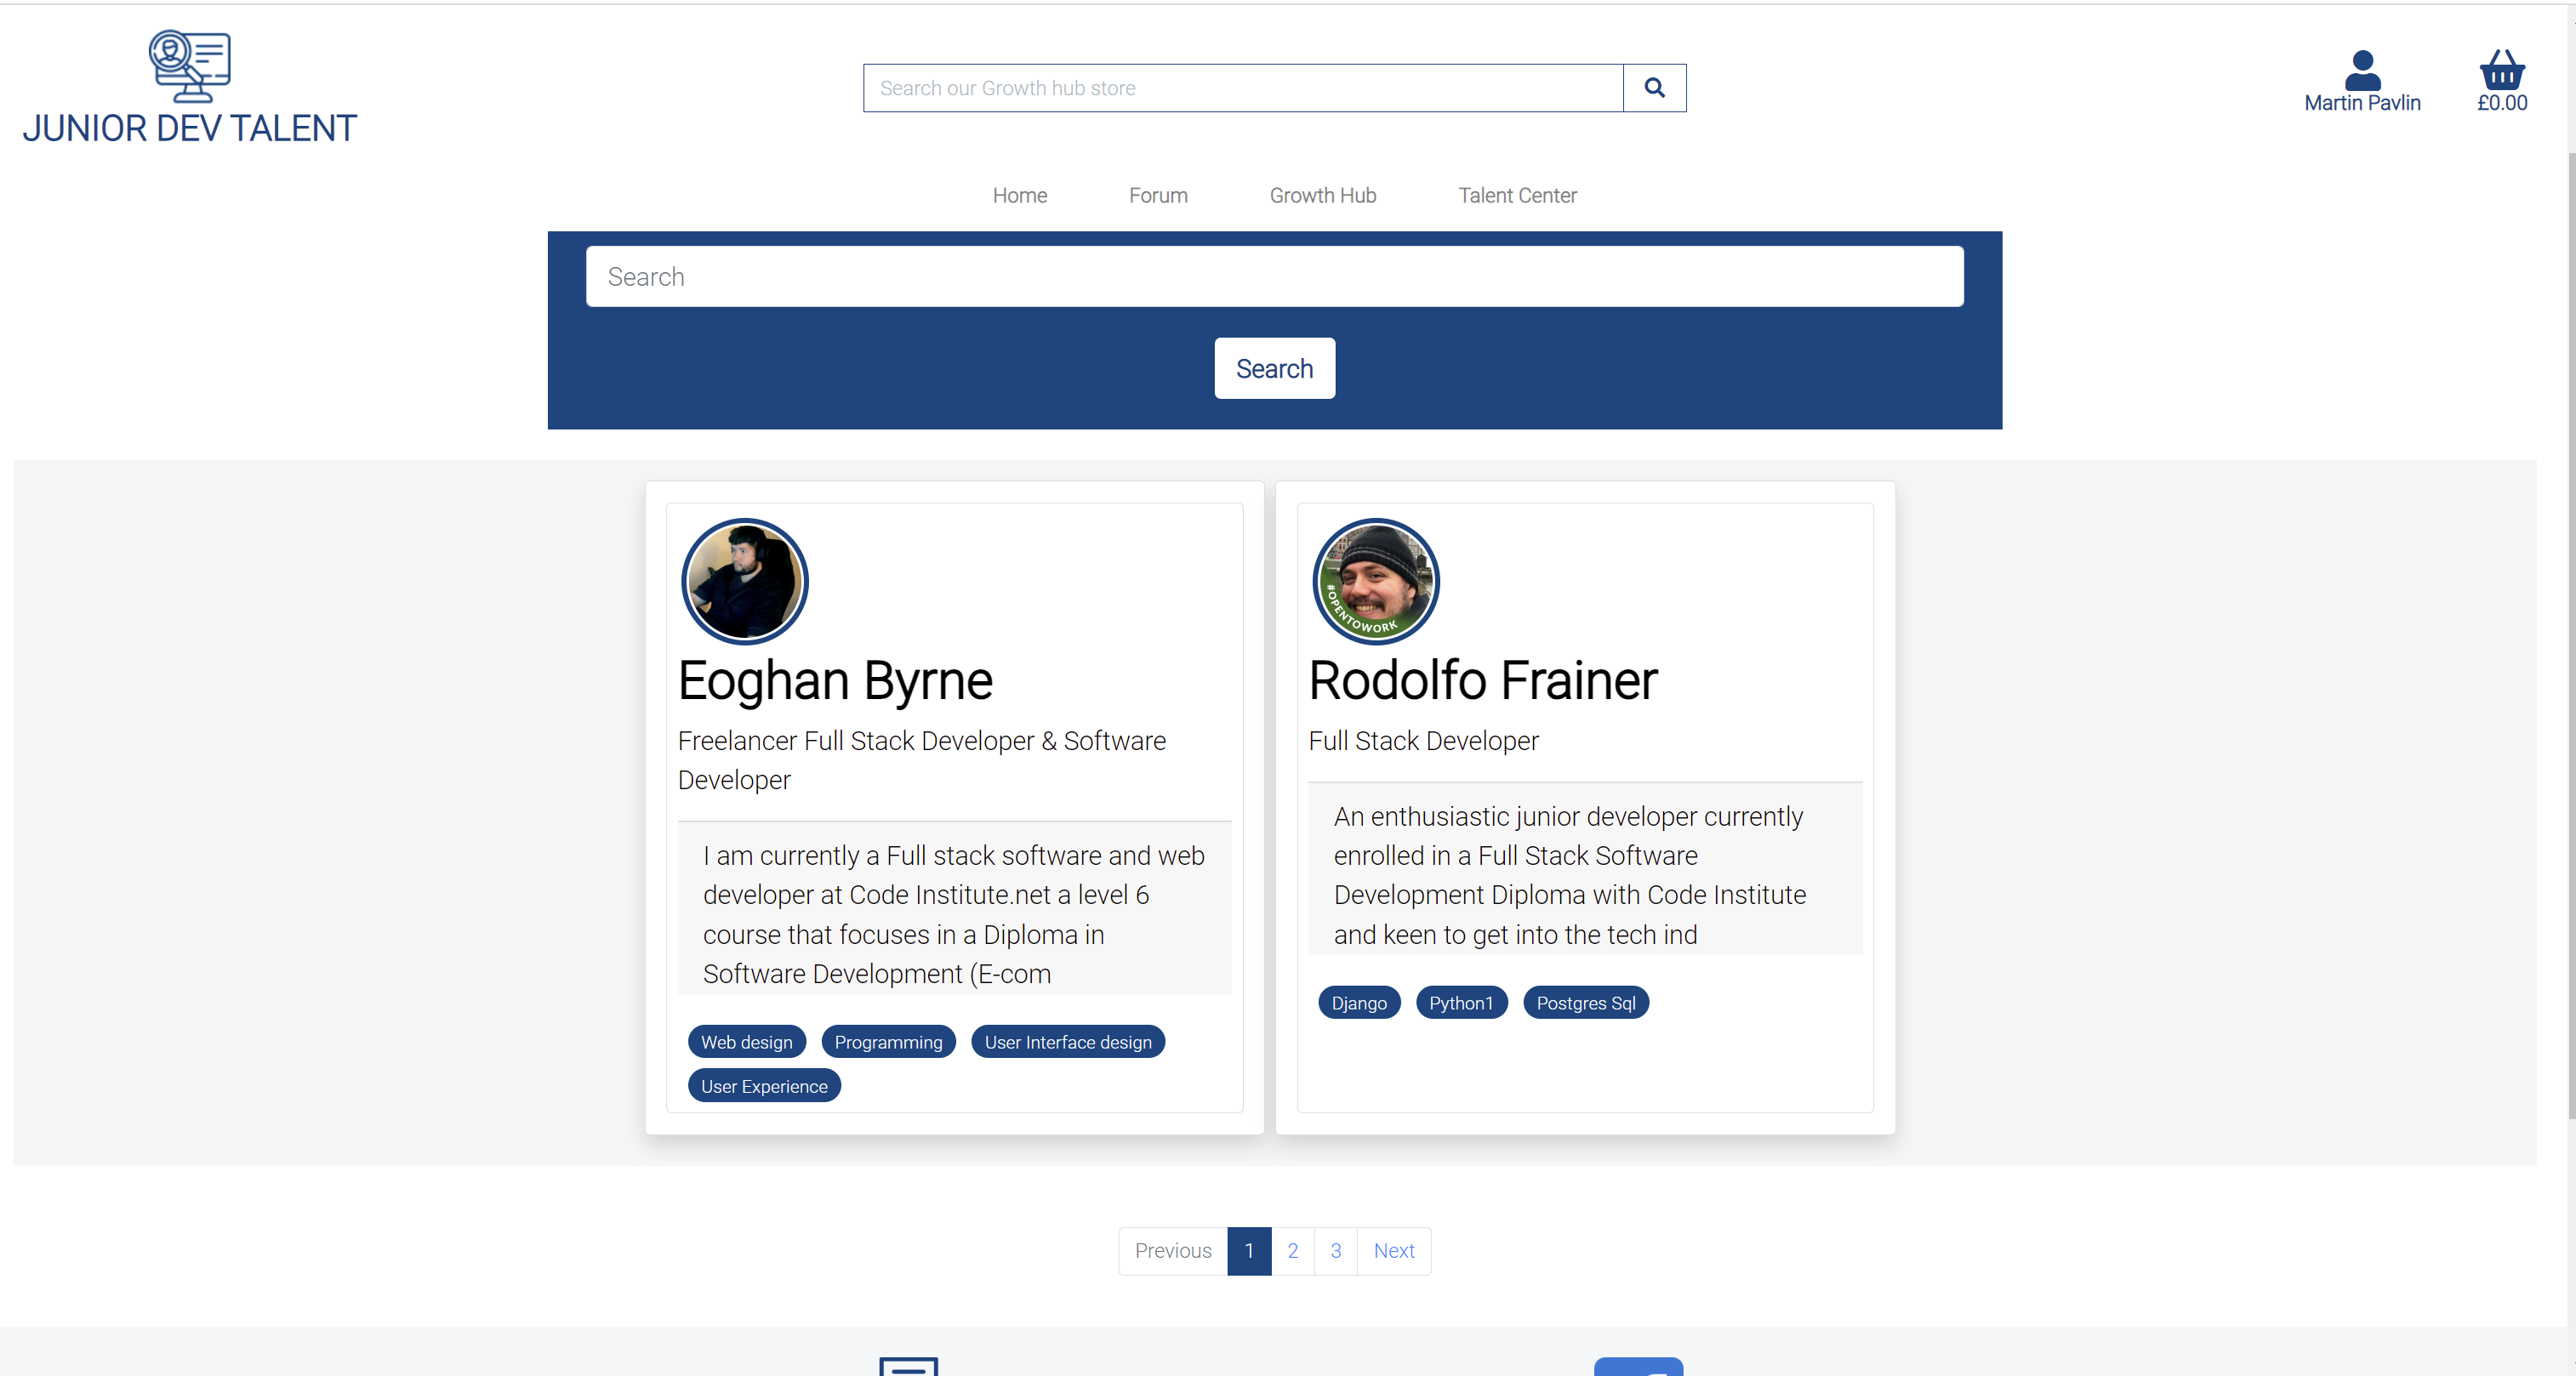 JUNIOR DEV TALENT
Search our Growth hub store
Martin Pavlin
£0.00
Home Forum Growth Hub Talent Center
Search
Search
Eoghan Byrne
Freelancer Full Stack Developer & Software
Developer
I am currently a Full stack software and web
developer at Code Institute.net a level 6
course that focuses in a Diploma in
Software Development (E-com
Web design Programming User Interface design
User Experience
#OPENTOWORK
Rodolfo Frainer
Full Stack Developer
An enthusiastic junior developer currently
enrolled in a Full Stack Software
Development Diploma with Code Institute
and keen to get into the tech ind
Django Python1 Postgres Sql
Previous 1 2 3 Next